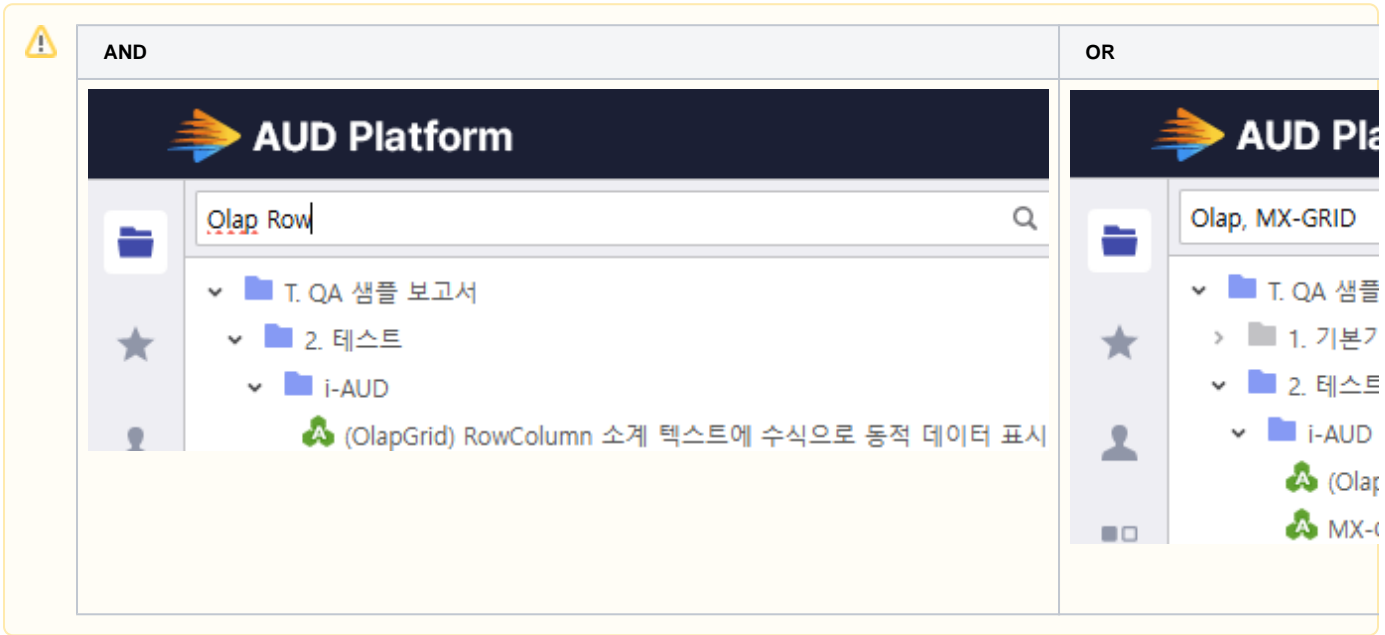 AND
OR
AUD Platform
Olap Row
T. QA 샘플 보고서
2. 테스트
i-AUD
(OlapGrid) RowColumn 소계 텍스트에 수식으로 동적 데이터 표시
AUD Pla
Olap, MX-GRID
T. QA 샘플
1. 기본기
2. 테스트
i-AUD
(Olap
MX-G